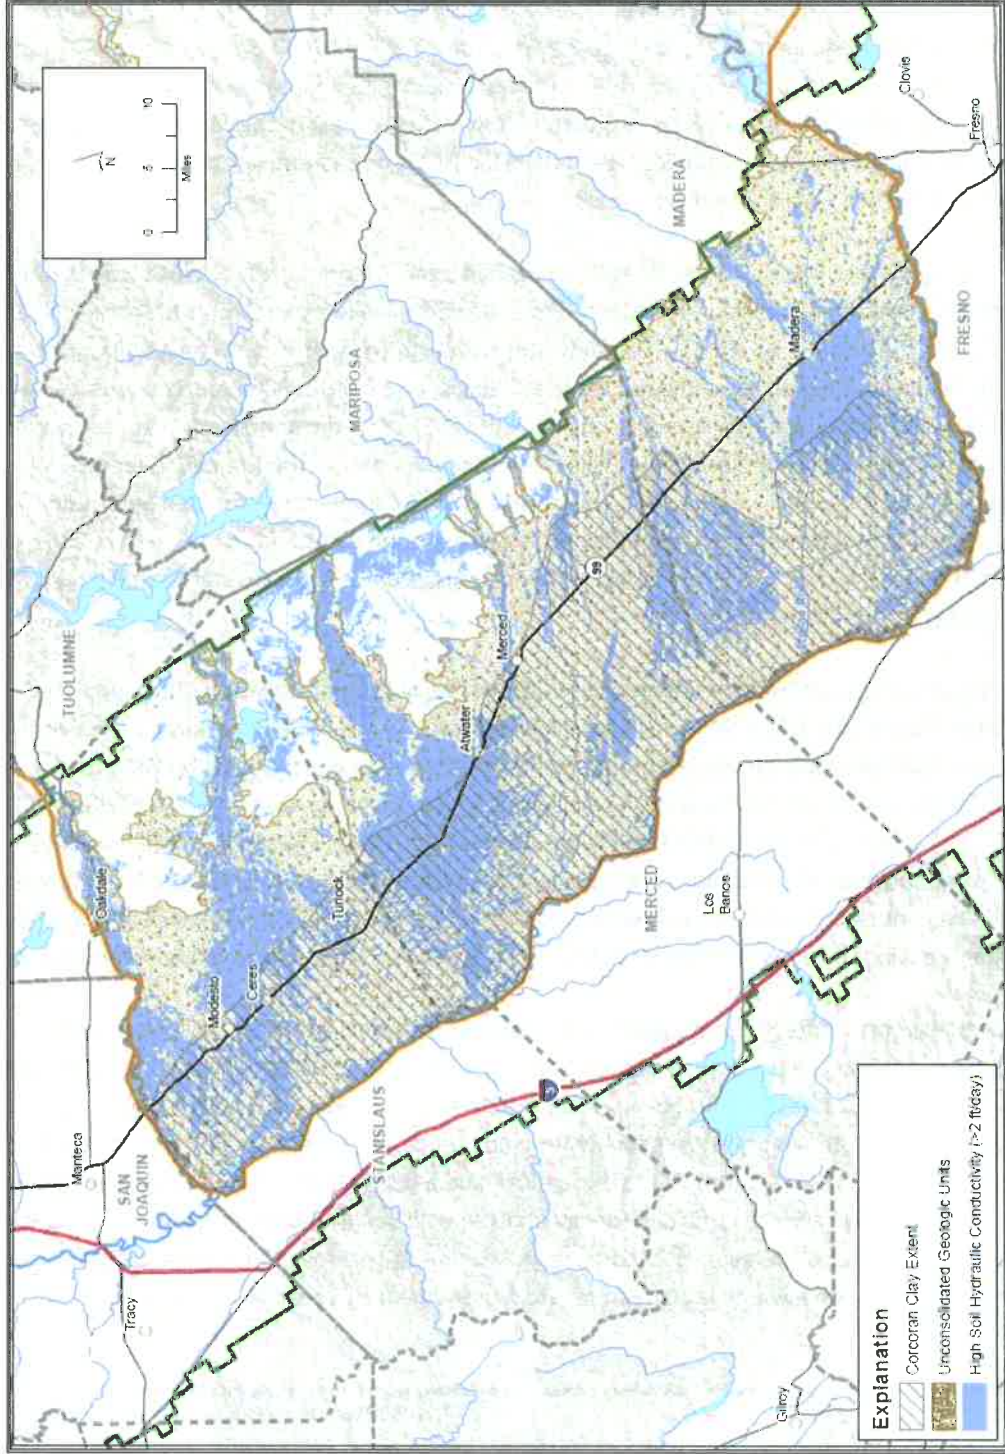 0 5 10
Miles
N
TUOLUMNE
MARIPOSA
MADERA
Clovis
Fresno
FRESNO
Madera
99
Merced
Atwater
Oakdale
Turlock
Modesto
Ceres
Manteca
SAN
JOAQUIN
Tracy
STANISLAUS
5
MERCED
Los
Banos
Gilroy
Explanation
Corcoran Clay Extent
Unconsolidated Geologic Units
High Soil Hydraulic Conductivity (>2 ft/day)